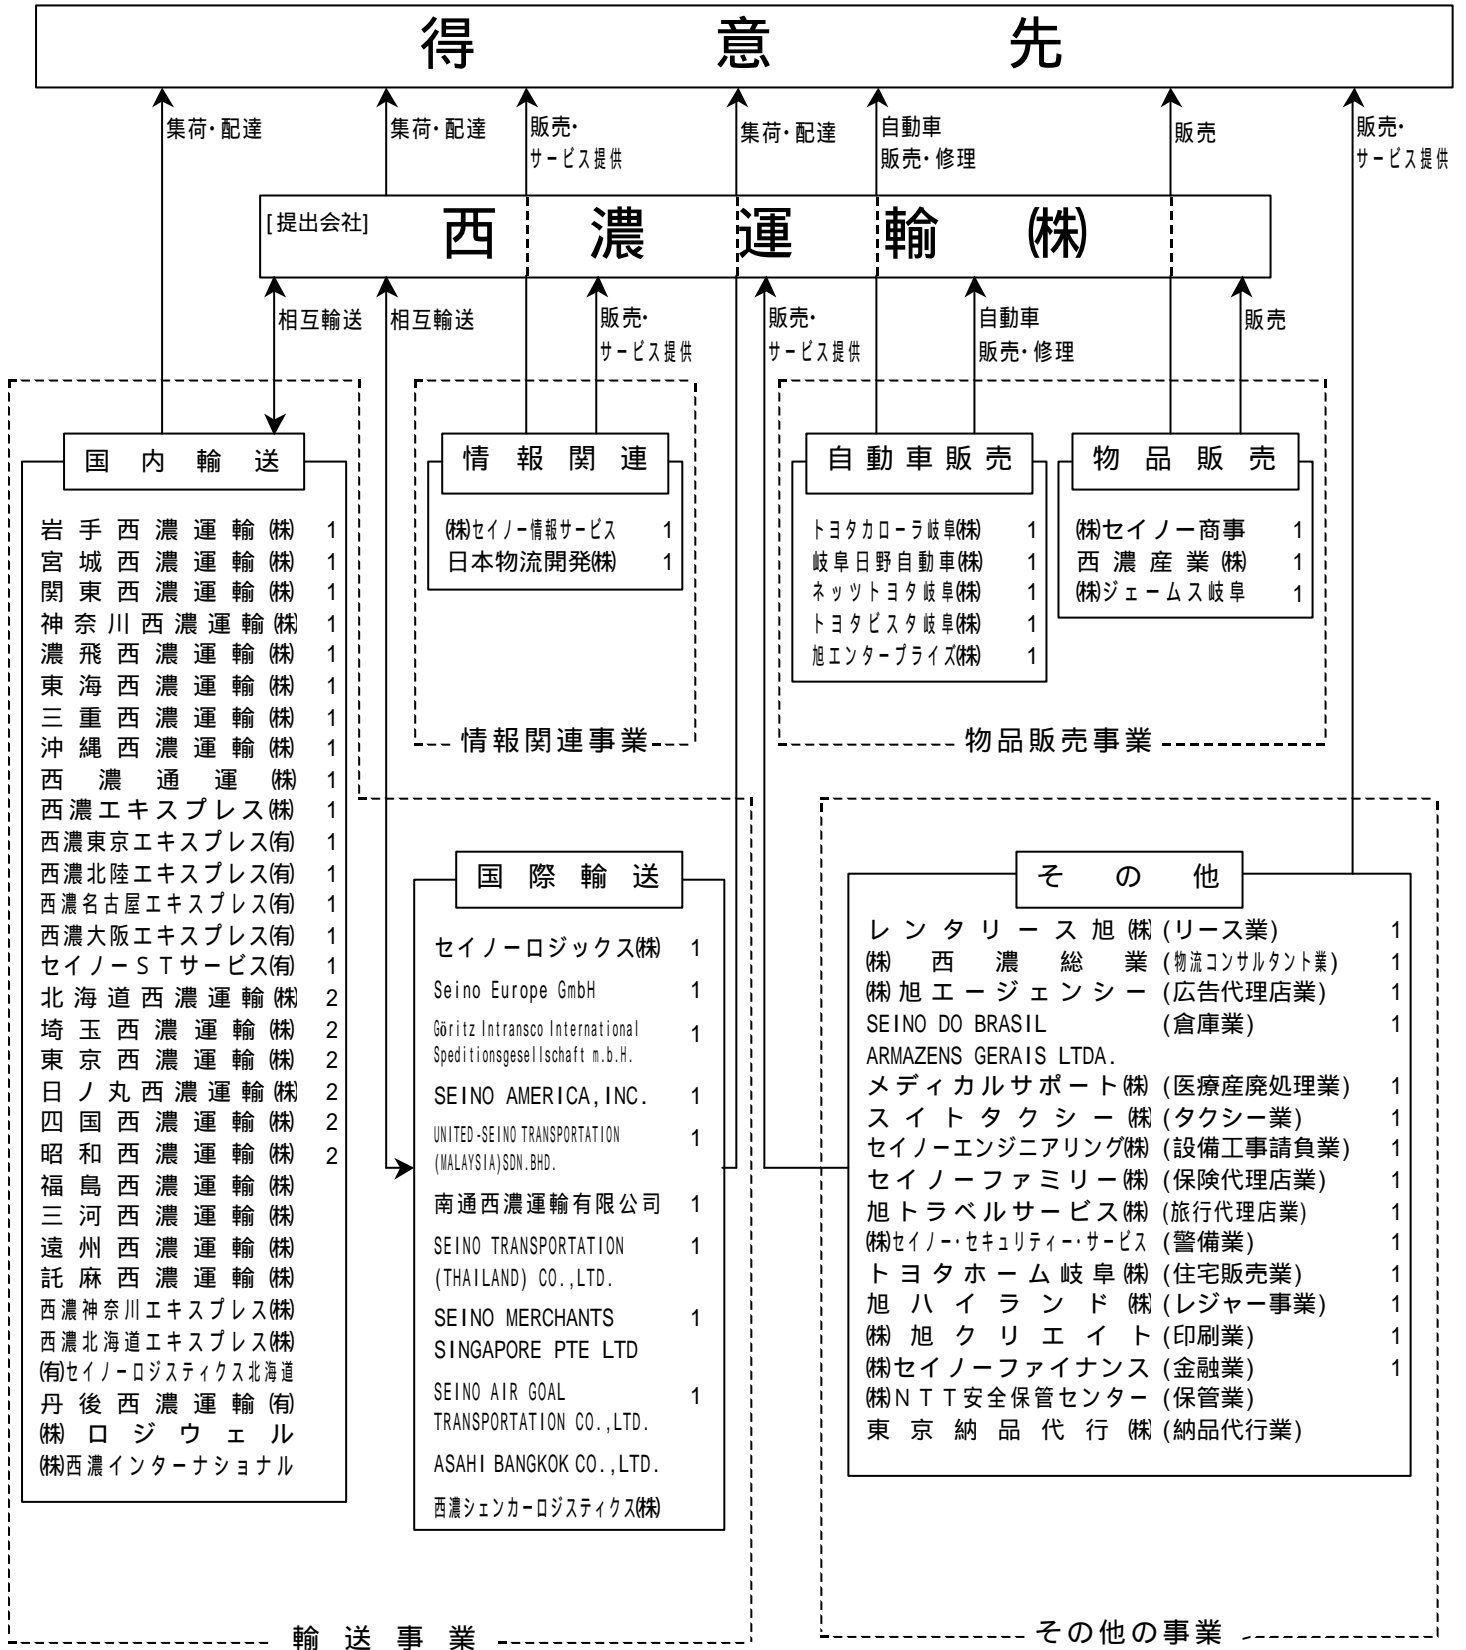 得意先
集荷・配達
集荷・配達
販売・
サービス提供
集荷・配達
自動車
販売・修理
販売
販売・
サービス提供
[提出会社] 西濃運輸㈱
相互輸送
相互輸送
販売・
サービス提供
販売・
サービス提供
自動車
販売・修理
販売
国内輸送
岩手西濃運輸㈱ 1
宮城西濃運輸㈱ 1
関東西濃運輸㈱ 1
神奈川西濃運輸㈱ 1
濃飛西濃運輸㈱ 1
東海西濃運輸㈱ 1
三重西濃運輸㈱ 1
沖縄西濃運輸㈱ 1
西濃通運㈱ 1
西濃エキスプレス㈱ 1
西濃東京エキスプレス㈲ 1
西濃北陸エキスプレス㈲ 1
西濃名古屋エキスプレス㈲ 1
西濃大阪エキスプレス㈲ 1
セイノーSTサービス㈲ 1
北海道西濃運輸㈱ 2
埼玉西濃運輸㈱ 2
東京西濃運輸㈱ 2
日ノ丸西濃運輸㈱ 2
四国西濃運輸㈱ 2
昭和西濃運輸㈱ 2
福島西濃運輸㈱
三河西濃運輸㈱
遠州西濃運輸㈱
託麻西濃運輸㈱
西濃神奈川エキスプレス㈱
西濃北海道エキスプレス㈱
㈲セイノーロジスティクス北海道
丹後西濃運輸㈲
㈱ロジウェル
㈱西濃インターナショナル
情報関連
㈱セイノー情報サービス 1
日本物流開発㈱ 1
情報関連事業
自動車販売
トヨタカローラ岐阜㈱ 1
岐阜日野自動車㈱ 1
ネッツトヨタ岐阜㈱ 1
トヨタビスタ岐阜㈱ 1
旭エンタープライズ㈱ 1
物品販売
㈱セイノー商事 1
西濃産業㈱ 1
㈱ジェームス岐阜 1
物品販売事業
国際輸送
セイノーロジックス㈱ 1
Seino Europe GmbH 1
Göritz Intransco International 1
Speditionsgesellschaft m.b.H.
SEINO AMERICA,INC. 1
UNITED-SEINO TRANSPORTATION 1
(MALAYSIA)SDN.BHD.
南通西濃運輸有限公司 1
SEINO TRANSPORTATION 1
(THAILAND) CO.,LTD.
SEINO MERCHANTS 1
SINGAPORE PTE LTD
SEINO AIR GOAL 1
TRANSPORTATION CO.,LTD.
ASAHI BANGKOK CO.,LTD.
西濃シェンカーロジスティクス㈱
輸送事業
その他
レンタリース旭㈱ (リース業) 1
㈱西濃総業 (物流コンサルタント業) 1
㈱旭エージェンシー (広告代理店業) 1
SEINO DO BRASIL (倉庫業) 1
ARMAZENS GERAIS LTDA.
メディカルサポート㈱ (医療産廃処理業) 1
スイトタクシー㈱ (タクシー業) 1
セイノーエンジニアリング㈱ (設備工事請負業) 1
セイノーファミリー㈱ (保険代理店業) 1
旭トラベルサービス㈱ (旅行代理店業) 1
㈱セイノー・セキュリティー・サービス (警備業) 1
トヨタホーム岐阜㈱ (住宅販売業) 1
旭ハイランド㈱ (レジャー事業) 1
㈱旭クリエイト (印刷業) 1
㈱セイノーファイナンス (金融業) 1
㈱NTT安全保管センター (保管業)
東京納品代行㈱ (納品代行業)
その他の事業